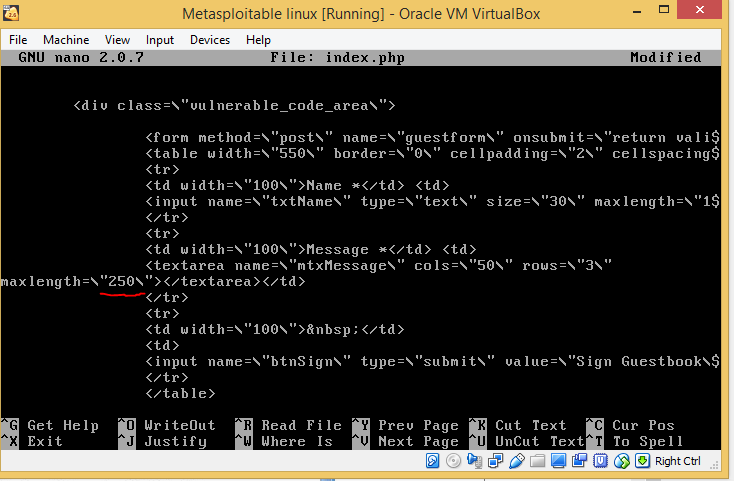 Metasploitable linux [Running] - Oracle VM VirtualBox
File Machine View Input Devices Help
GNU nano 2.0.7 File: index.php Modified
<div class=\"vulnerable_code_area\">
<form method=\"post\" name=\"guestform\" onsubmit=\"return vali$
<table width=\"550\" border=\"0\" cellpadding=\"2\" cellspacing$
<tr>
<td width=\"100\">Name *</td> <td>
<input name=\"txtName\" type=\"text\" size=\"30\" maxlength=\"1$
</tr>
<tr>
<td width=\"100\">Message *</td> <td>
<textarea name=\"mtxMessage\" cols=\"50\" rows=\"3\"
maxlength=\"250\"></textarea></td>
</tr>
<tr>
<td width=\"100\">&nbsp;</td>
<td>
<input name=\"btnSign\" type=\"submit\" value=\"Sign Guestbook\$
</tr>
</table>
^G Get Help ^O WriteOut ^R Read File ^Y Prev Page ^K Cut Text ^C Cur Pos
^X Exit ^J Justify ^W Where Is ^V Next Page ^U UnCut Text ^T To Spell
Right Ctrl